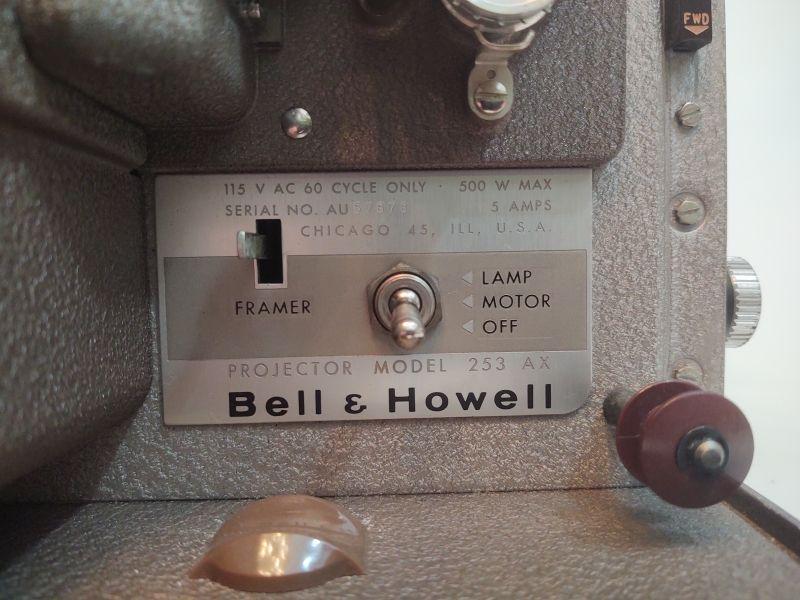 FWD
115 V AC 60 CYCLE ONLY · 500 W MAX
SERIAL NO. AU 5 AMPS
CHICAGO 45, ILL, U.S.A.
FRAMER
LAMP
MOTOR
OFF
PROJECTOR MODEL 253 AX
Bell & Howell